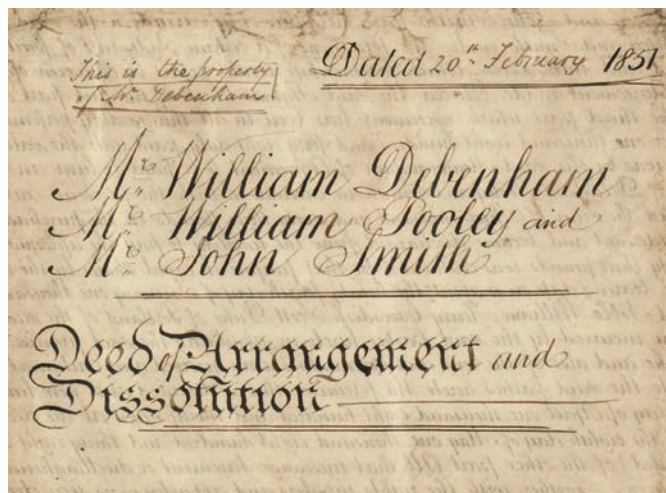 This is the property
of W. Debenham
Dated 20th February 1851
Mr. William Debenham
Mr. William Pooley and
Mr. John Smith
Deed of Arrangement and
Dissolution